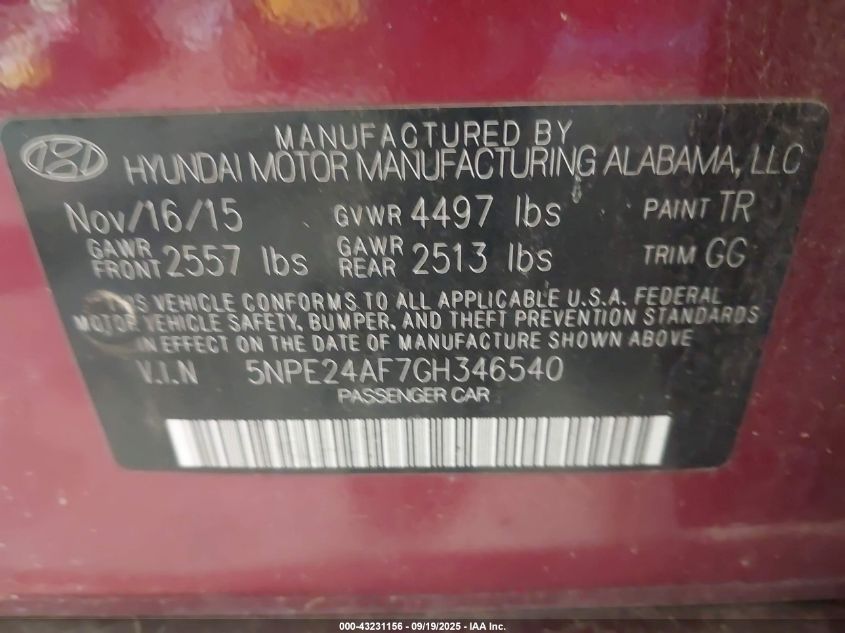 MANUFACTURED BY
HYUNDAI MOTOR MANUFACTURING ALABAMA, LLC
Nov/16/15 GVWR 4497 lbs PAINT TR
GAWR FRONT 2557 lbs GAWR REAR 2513 lbs TRIM GG
VEHICLE CONFORMS TO ALL APPLICABLE U.S.A. FEDERAL
MOTOR VEHICLE SAFETY, BUMPER, AND THEFT PREVENTION STANDARDS
IN EFFECT ON THE DATE OF MANUFACTURE SHOWN ABOVE
V.I.N 5NPE24AF7GH346540
PASSENGER CAR
000-43231156 - 09/19/2025 - IAA Inc.